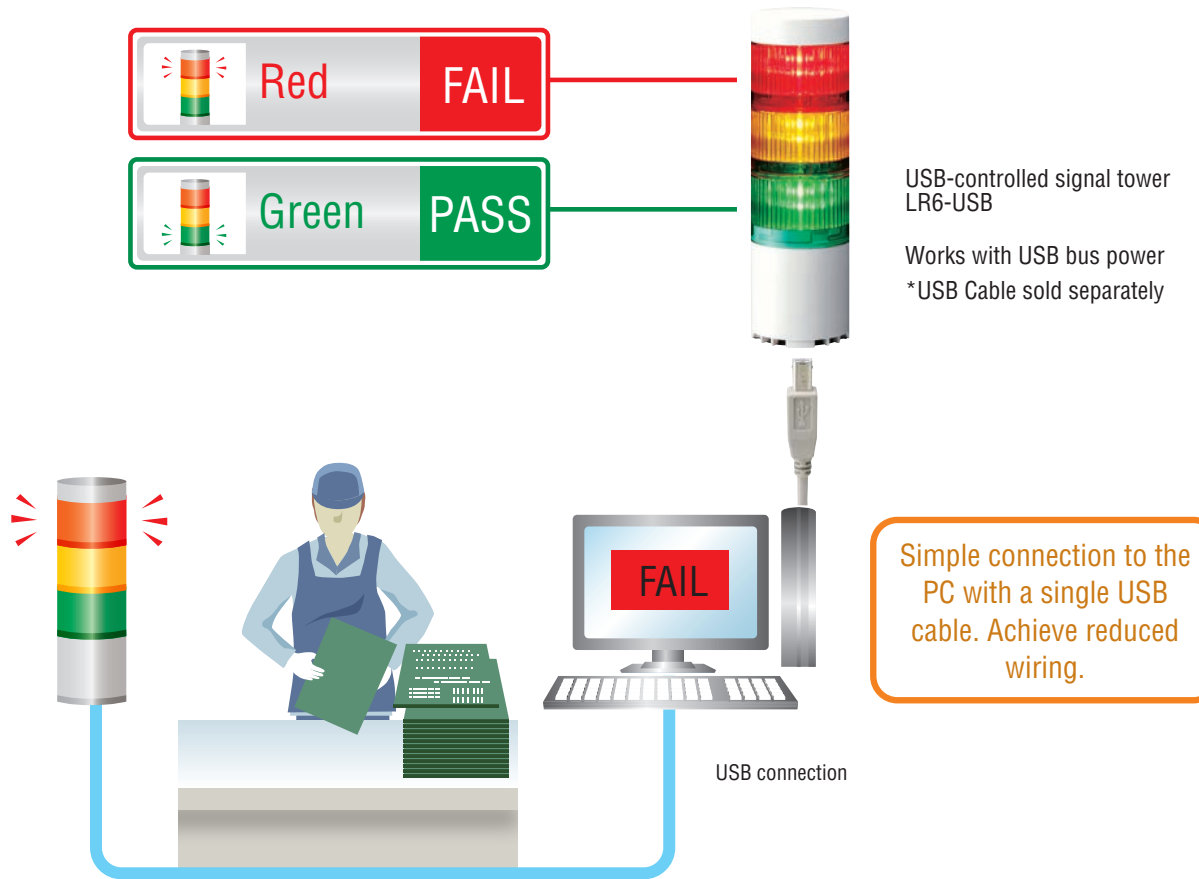 Red
FAIL
Green
PASS
USB-controlled signal tower
LR6-USB
Works with USB bus power
*USB Cable sold separately
FAIL
Simple connection to the
PC with a single USB
cable. Achieve reduced
wiring.
USB connection